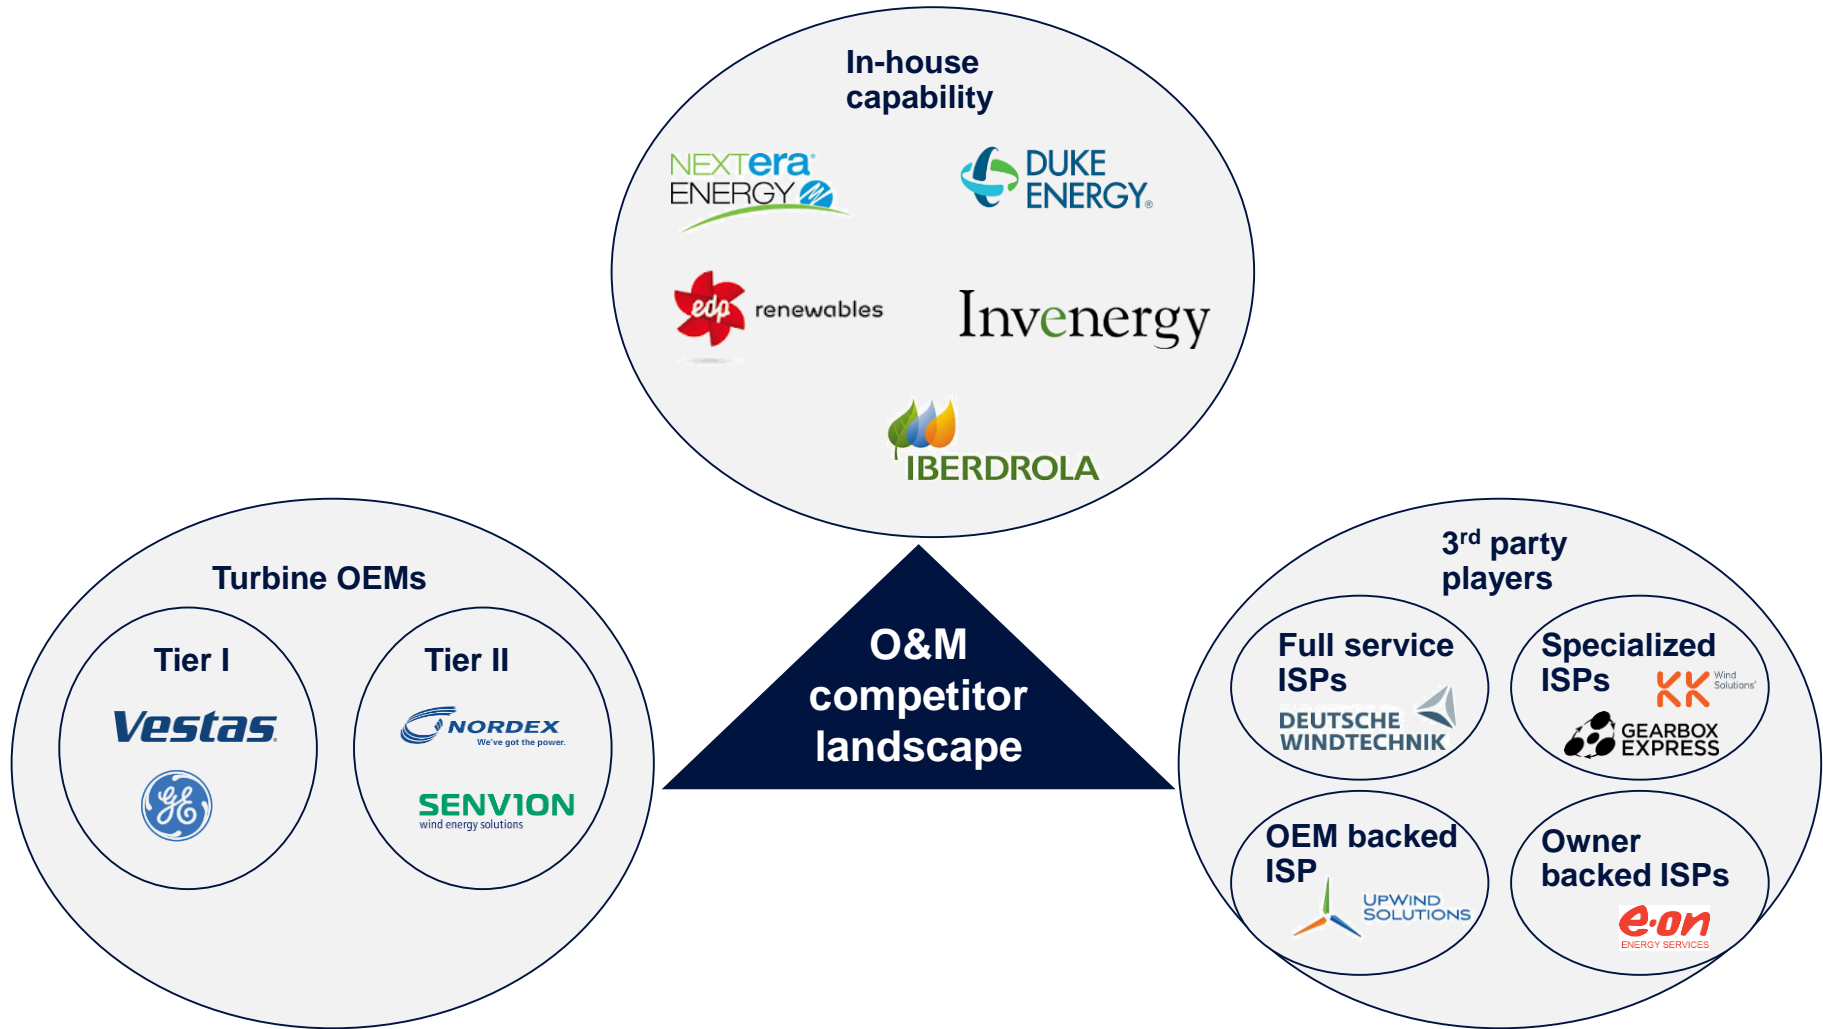 In-house
capability
NEXTera®
ENERGY
DUKE
ENERGY®
edp renewables
Invenergy
IBERDROLA
Turbine OEMs
Tier I
Vestas.
GE
Tier II
NORDEX
We've got the power.
SENVION
wind energy solutions
O&M
competitor
landscape
3rd party
players
Full service
ISPs
DEUTSCHE
WINDTECHNIK
Specialized
ISPs
KK Wind
Solutions
GEARBOX
EXPRESS
OEM backed
ISP
UPWIND
SOLUTIONS
Owner
backed ISPs
e·on
ENERGY SERVICES